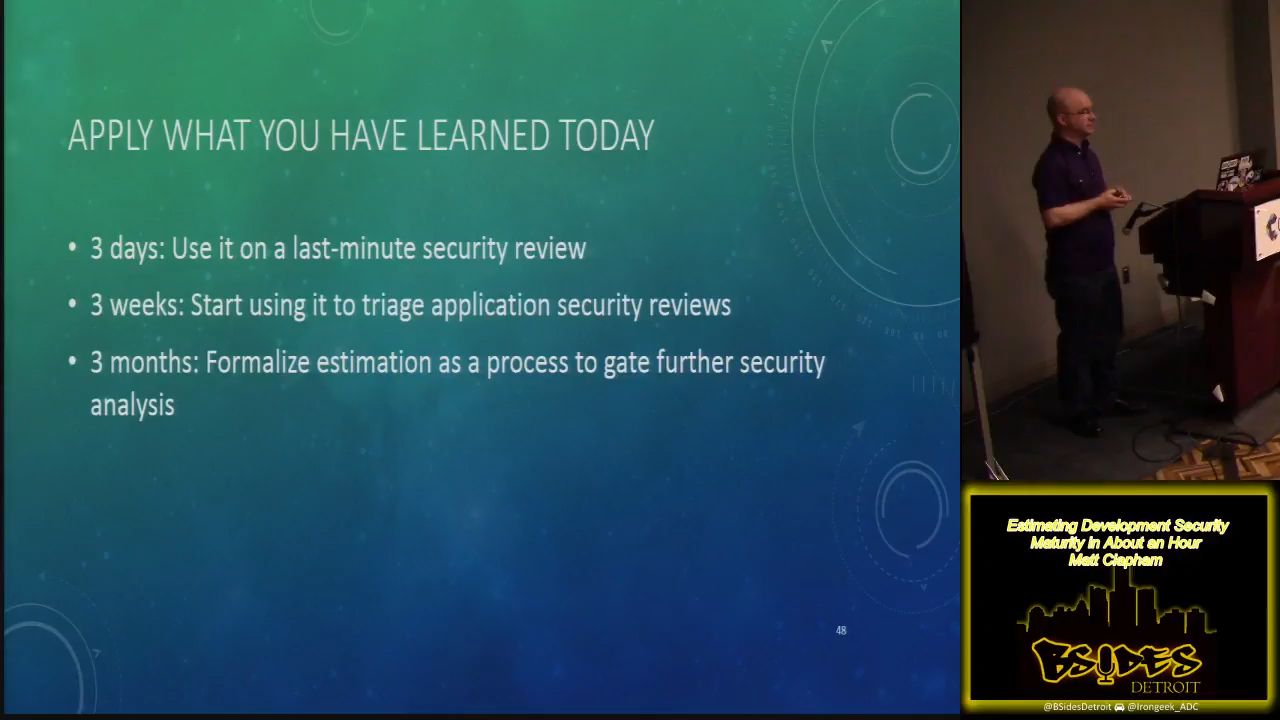 APPLY WHAT YOU HAVE LEARNED TODAY
• 3 days: Use it on a last-minute security review
• 3 weeks: Start using it to triage application security reviews
• 3 months: Formalize estimation as a process to gate further security
analysis
48
Estimating Development Security
Maturity in About an Hour
Matt Clapham
BSIDES
DETROIT
@BSidesDetroit @Irongeek_ADC